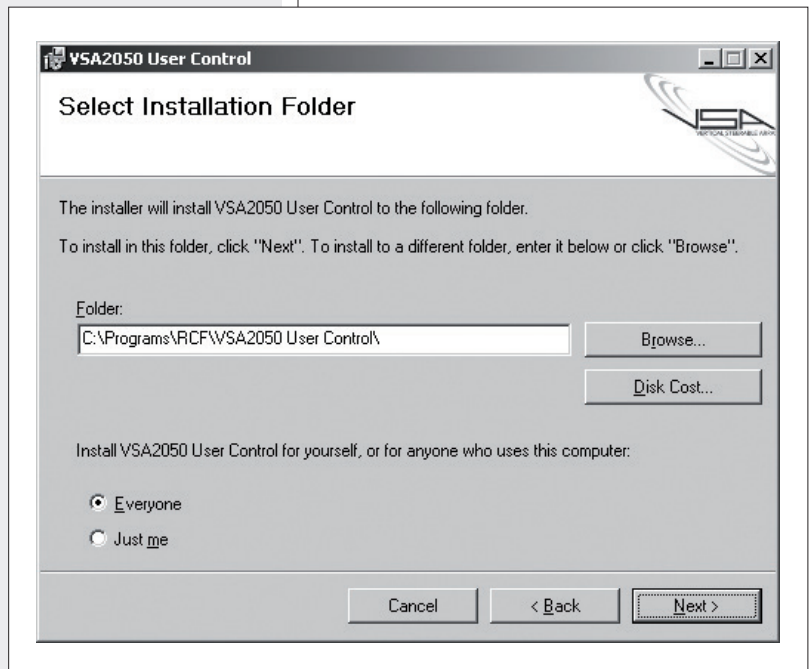 VSA2050 User Control
Select Installation Folder
VSA
VERTICAL STEERABLE ARRAY
The installer will install VSA2050 User Control to the following folder.
To install in this folder, click "Next". To install to a different folder, enter it below or click "Browse".
Folder:
C:\Programs\RCF\VSA2050 User Control\
Browse...
Disk Cost...
Install VSA2050 User Control for yourself, or for anyone who uses this computer:
Everyone
Just me
Cancel
< Back
Next >